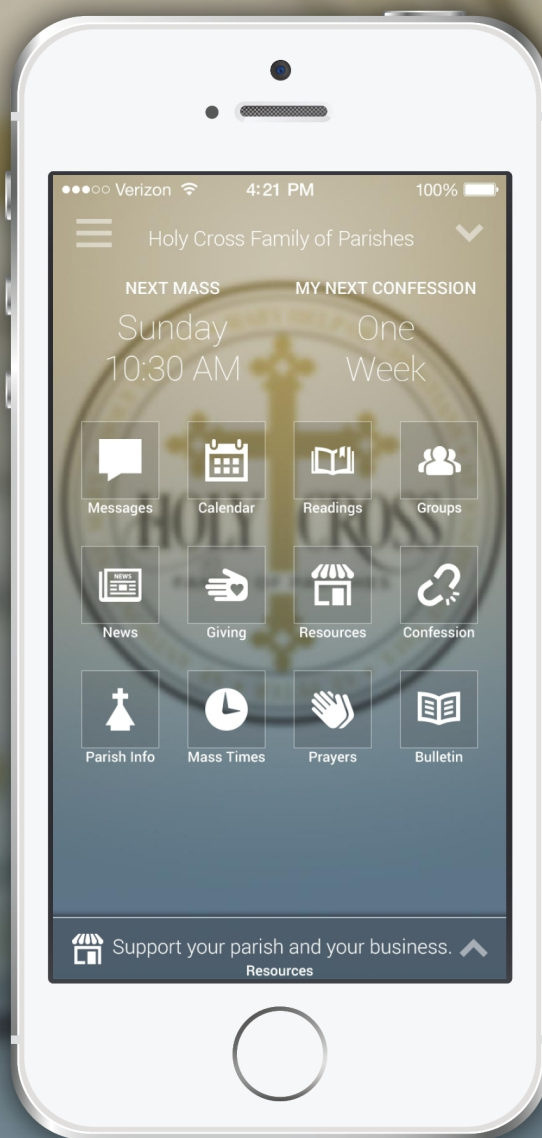 Verizon 4:21 PM 100%
Holy Cross Family of Parishes
NEXT MASS MY NEXT CONFESSION
Sunday One
10:30 AM Week
Messages Calendar Readings Groups
HOLY CROSS
NEWS
News Giving Resources Confession
Parish Info Mass Times Prayers Bulletin
Support your parish and your business.
Resources